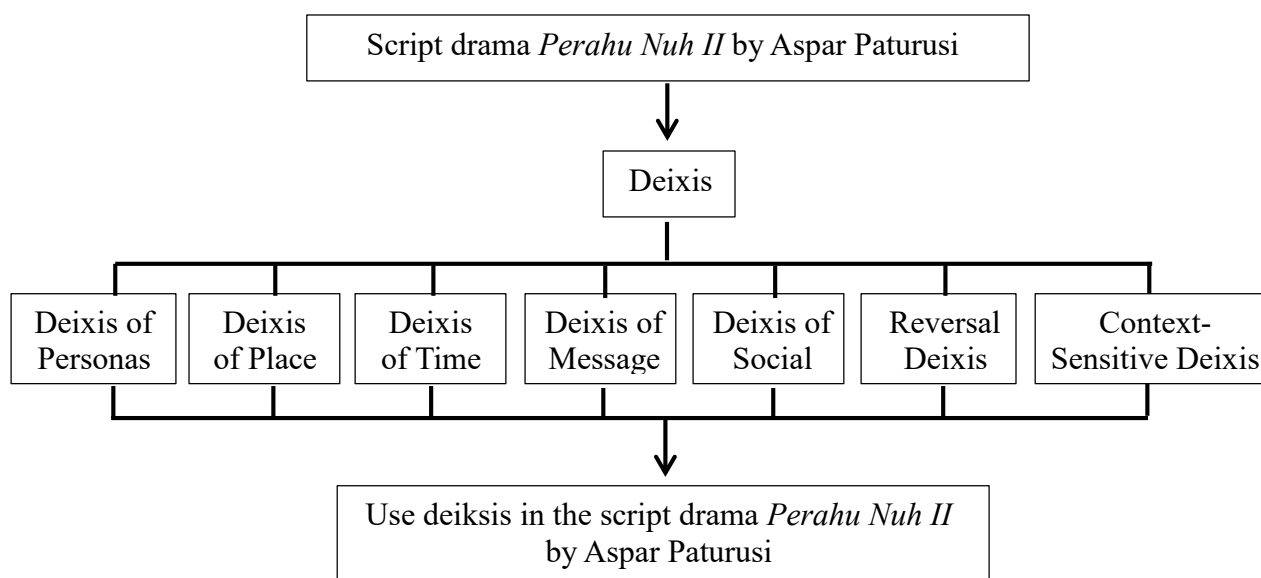 Script drama Perahu Nuh II by Aspar Paturusi
Deixis
Deixis of
Personas
Deixis
of Place
Deixis
of Time
Deixis of
Message
Deixis of
Social
Reversal
Deixis
Context-
Sensitive Deixis
Use deiksis in the script drama Perahu Nuh II
by Aspar Paturusi